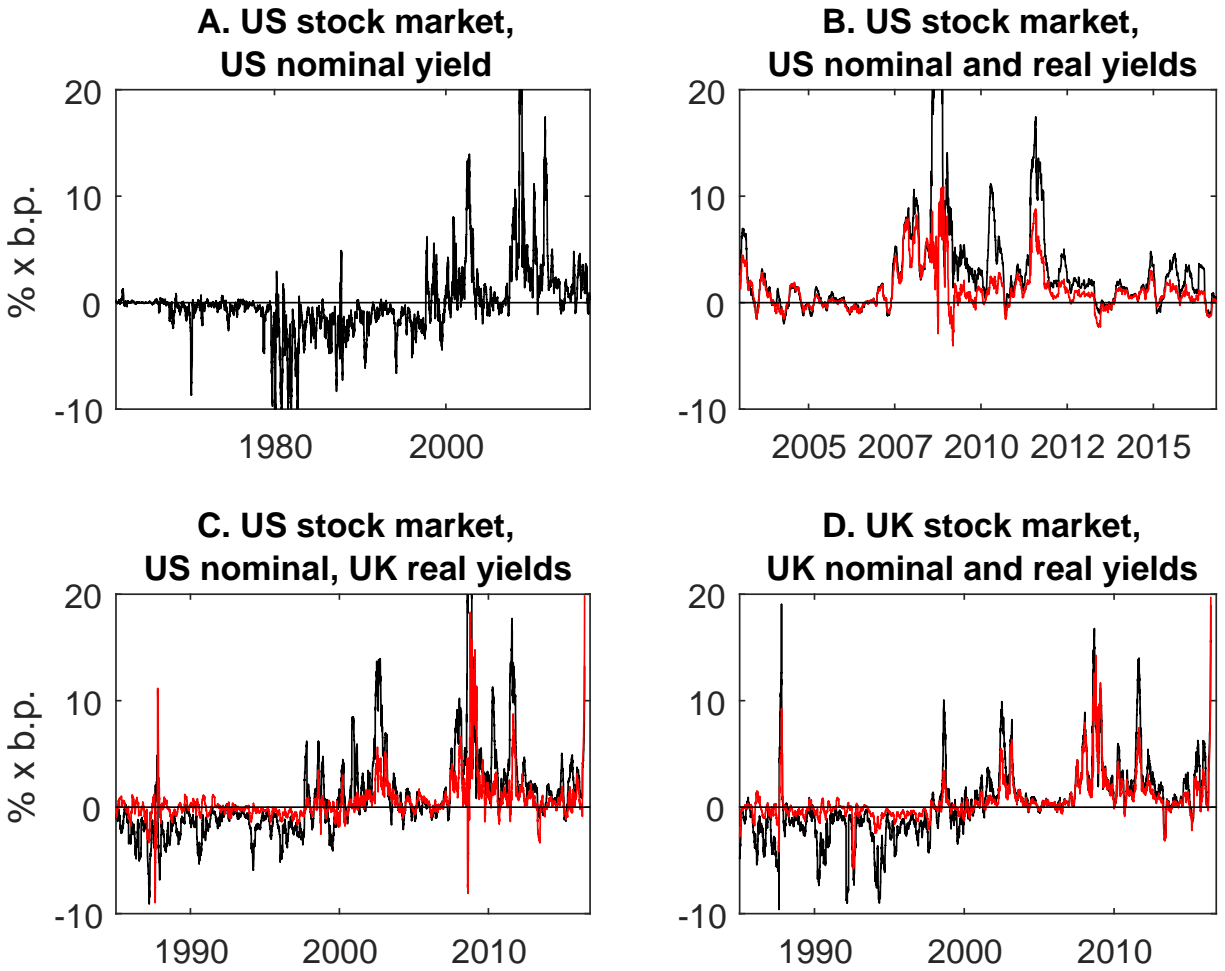 A. US stock market,
US nominal yield
20
10
0
-10
% x b.p.
1980
2000
B. US stock market,
US nominal and real yields
20
10
0
-10
2005
2007
2010
2012
2015
C. US stock market,
US nominal, UK real yields
20
10
0
-10
% x b.p.
1990
2000
2010
D. UK stock market,
UK nominal and real yields
20
10
0
-10
1990
2000
2010